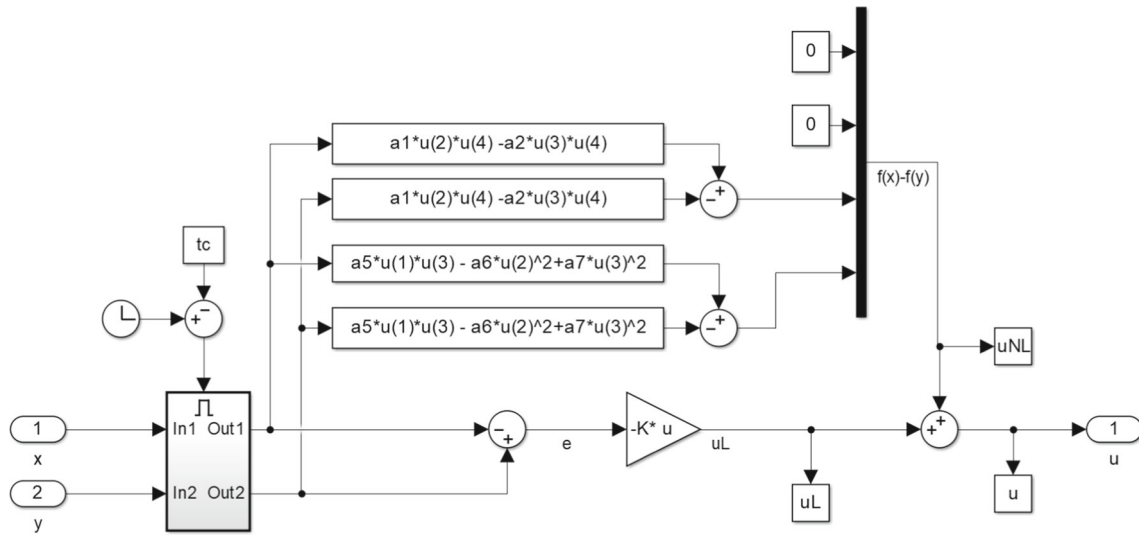 0
0
a1*u(2)*u(4) -a2*u(3)*u(4)
f(x)-f(y)
a1*u(2)*u(4) -a2*u(3)*u(4)
− +
tc
a5*u(1)*u(3) - a6*u(2)^2+a7*u(3)^2
+ −
a5*u(1)*u(3) - a6*u(2)^2+a7*u(3)^2
− +
uNL
1
In1 Out1
− +
-K* u
+ +
1
x
e
uL
u
2
In2 Out2
uL
u
y